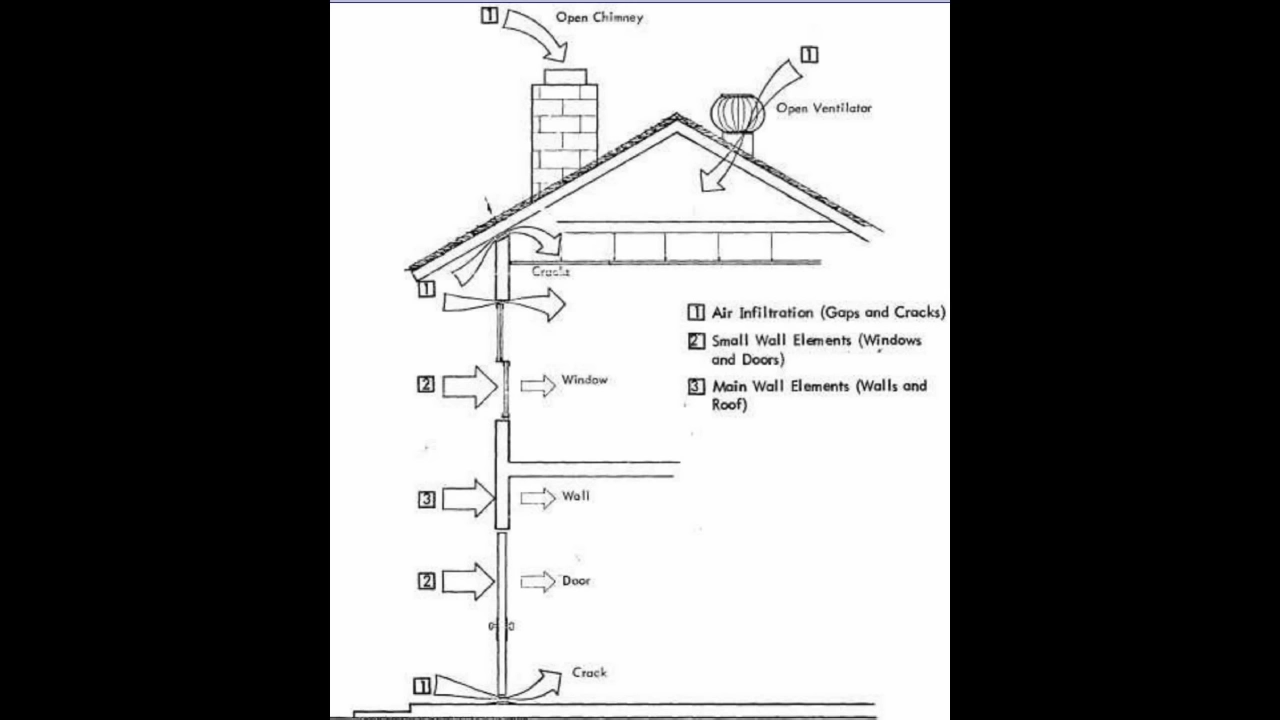 1 Open Chimney
1
Open Ventilator
Cracks
1
1 Air Infiltration (Gaps and Cracks)
2 Small Wall Elements (Windows
and Doors)
2 Window
3 Main Wall Elements (Walls and
Roof)
3 Wall
2 Door
1 Crack